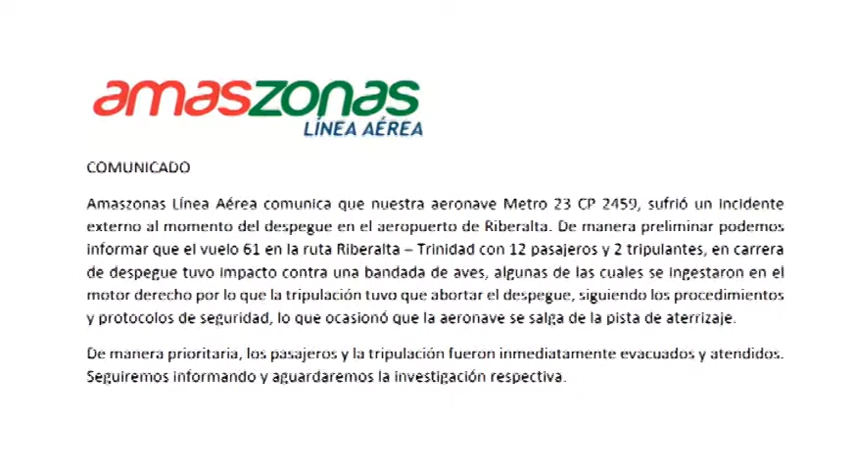 amaszonas
LÍNEA AÉREA
COMUNICADO
Amaszonas Línea Aérea comunica que nuestra aeronave Metro 23 CP 2459, sufrió un incidente
externo al momento del despegue en el aeropuerto de Riberalta. De manera preliminar podemos
informar que el vuelo 61 en la ruta Riberalta – Trinidad con 12 pasajeros y 2 tripulantes, en carrera
de despegue tuvo impacto contra una bandada de aves, algunas de las cuales se ingestaron en el
motor derecho por lo que la tripulación tuvo que abortar el despegue, siguiendo los procedimientos
y protocolos de seguridad, lo que ocasionó que la aeronave se salga de la pista de aterrizaje.
De manera prioritaria, los pasajeros y la tripulación fueron inmediatamente evacuados y atendidos.
Seguiremos informando y aguardaremos la investigación respectiva.